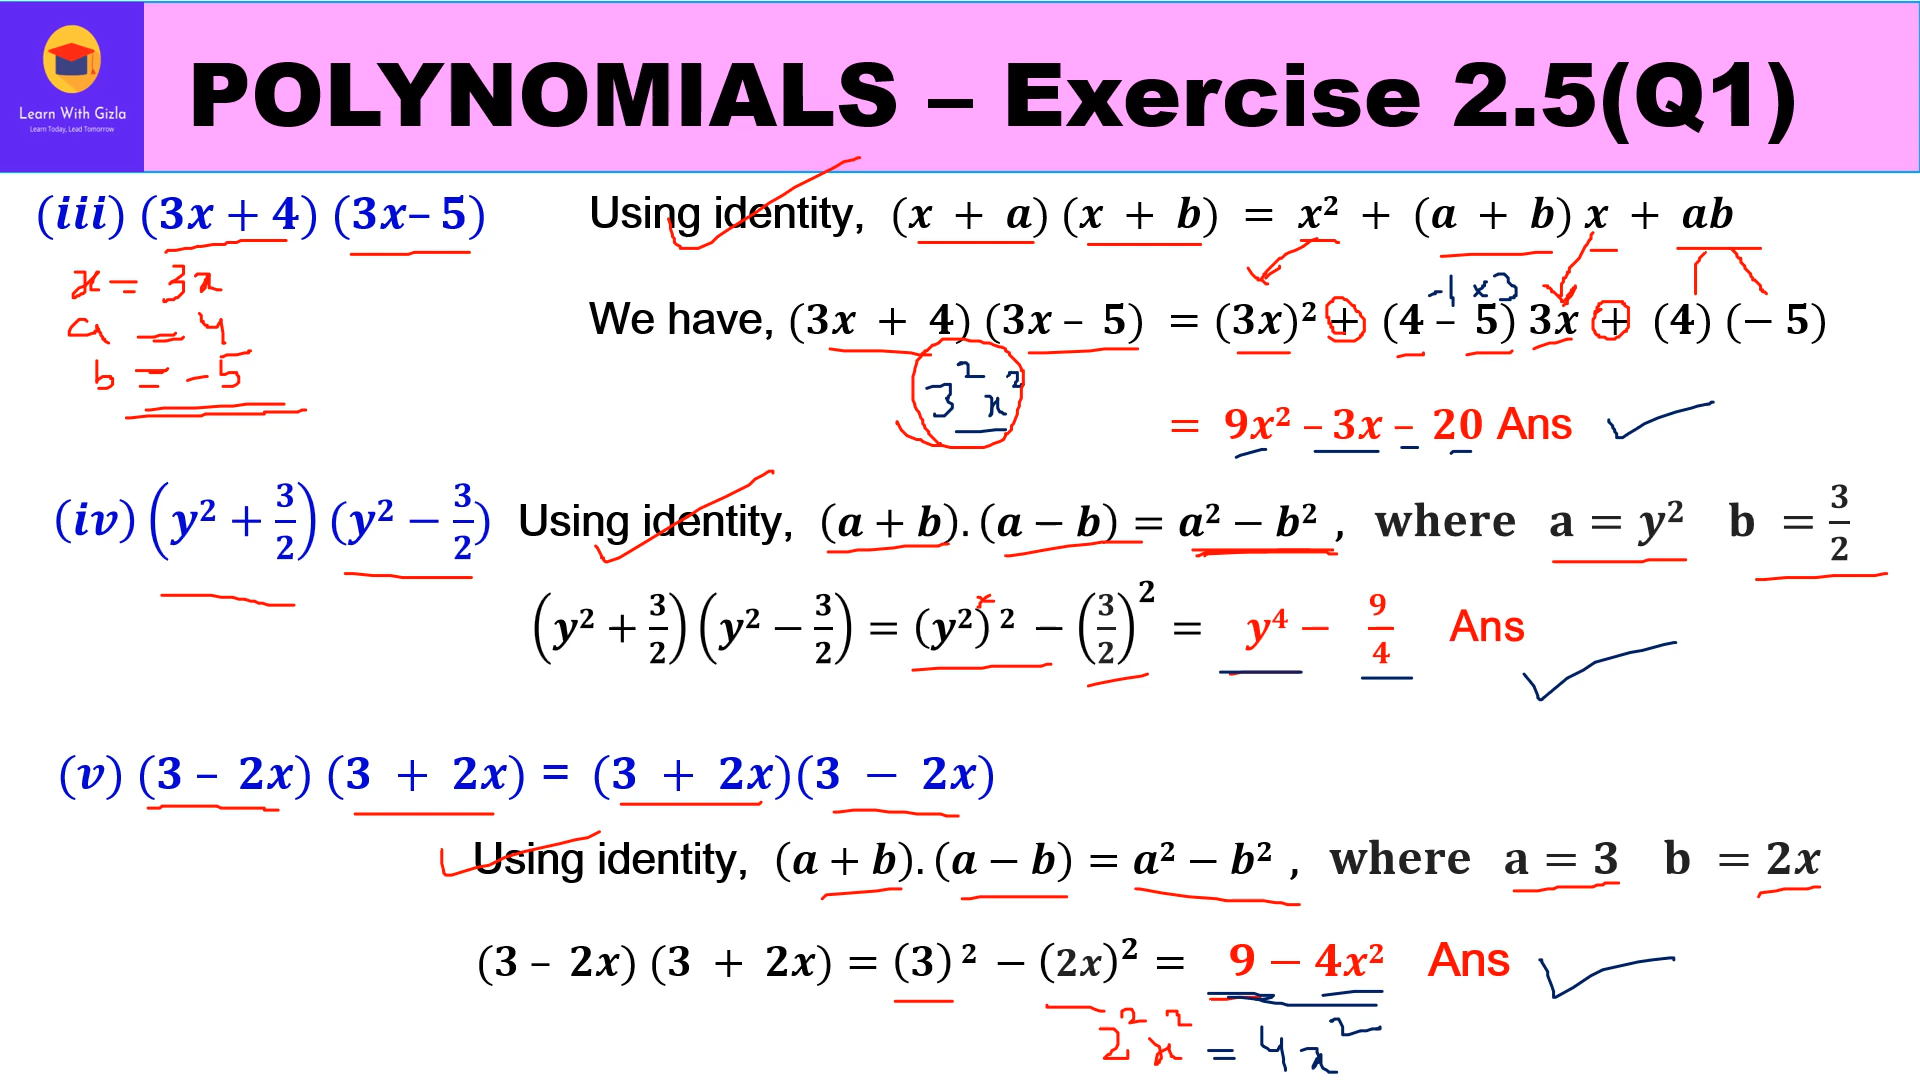 Learn With Gizla
Learn Today, Lead Tomorrow
POLYNOMIALS – Exercise 2.5(Q1)
(iii) (3x + 4) (3x – 5)
Using identity, (x + a) (x + b) = x² + (a + b) x + ab
x = 3x
a = 4
b = -5
-1 × 3
We have, (3x + 4) (3x – 5) = (3x)² + (4 – 5) 3x + (4) (– 5)
3² x²
= 9x² – 3x – 20 Ans
(iv) (y² + 3/2) (y² − 3/2) Using identity, (a + b). (a − b) = a² − b² , where a = y² b = 3/2
(y² + 3/2) (y² − 3/2) = (y²)ˣ ² − (3/2)² = y⁴ − 9/4 Ans
(v) (3 – 2x) (3 + 2x) = (3 + 2x)(3 − 2x)
Using identity, (a + b). (a − b) = a² − b² , where a = 3 b = 2x
(3 – 2x) (3 + 2x) = (3) ² − (2x)² = 9 − 4x² Ans
2² x² = 4x²